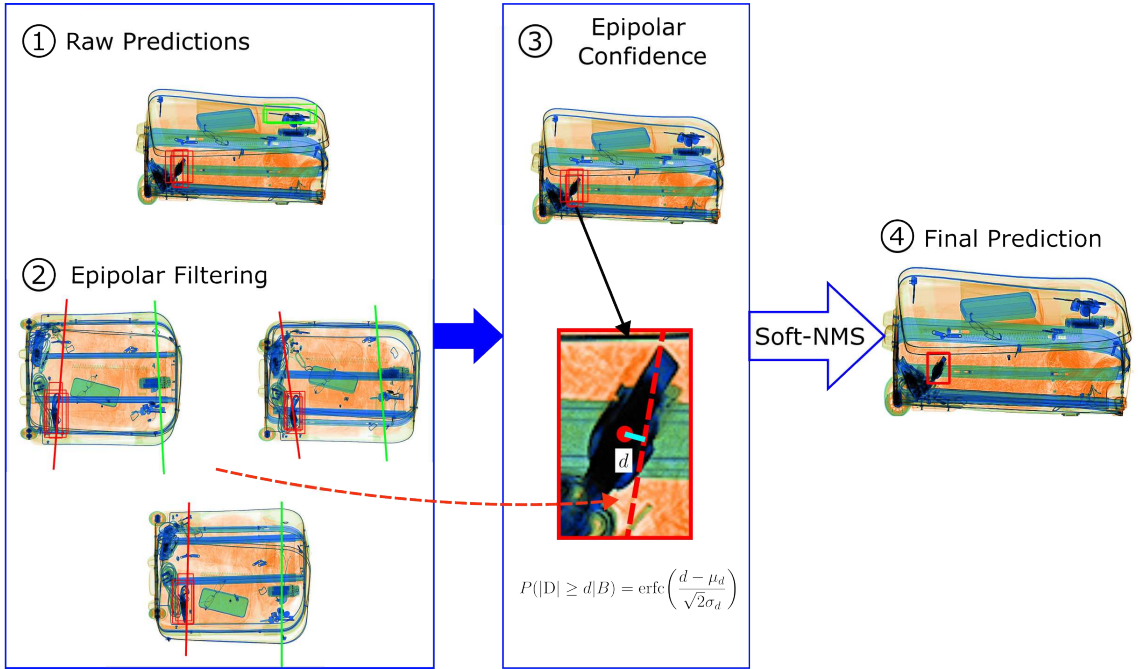 ① Raw Predictions
② Epipolar Filtering
③ Epipolar
Confidence
d
P(|D| ≥ d|B) = erfc((d − μ_d)/(√2σ_d))
Soft-NMS
④ Final Prediction